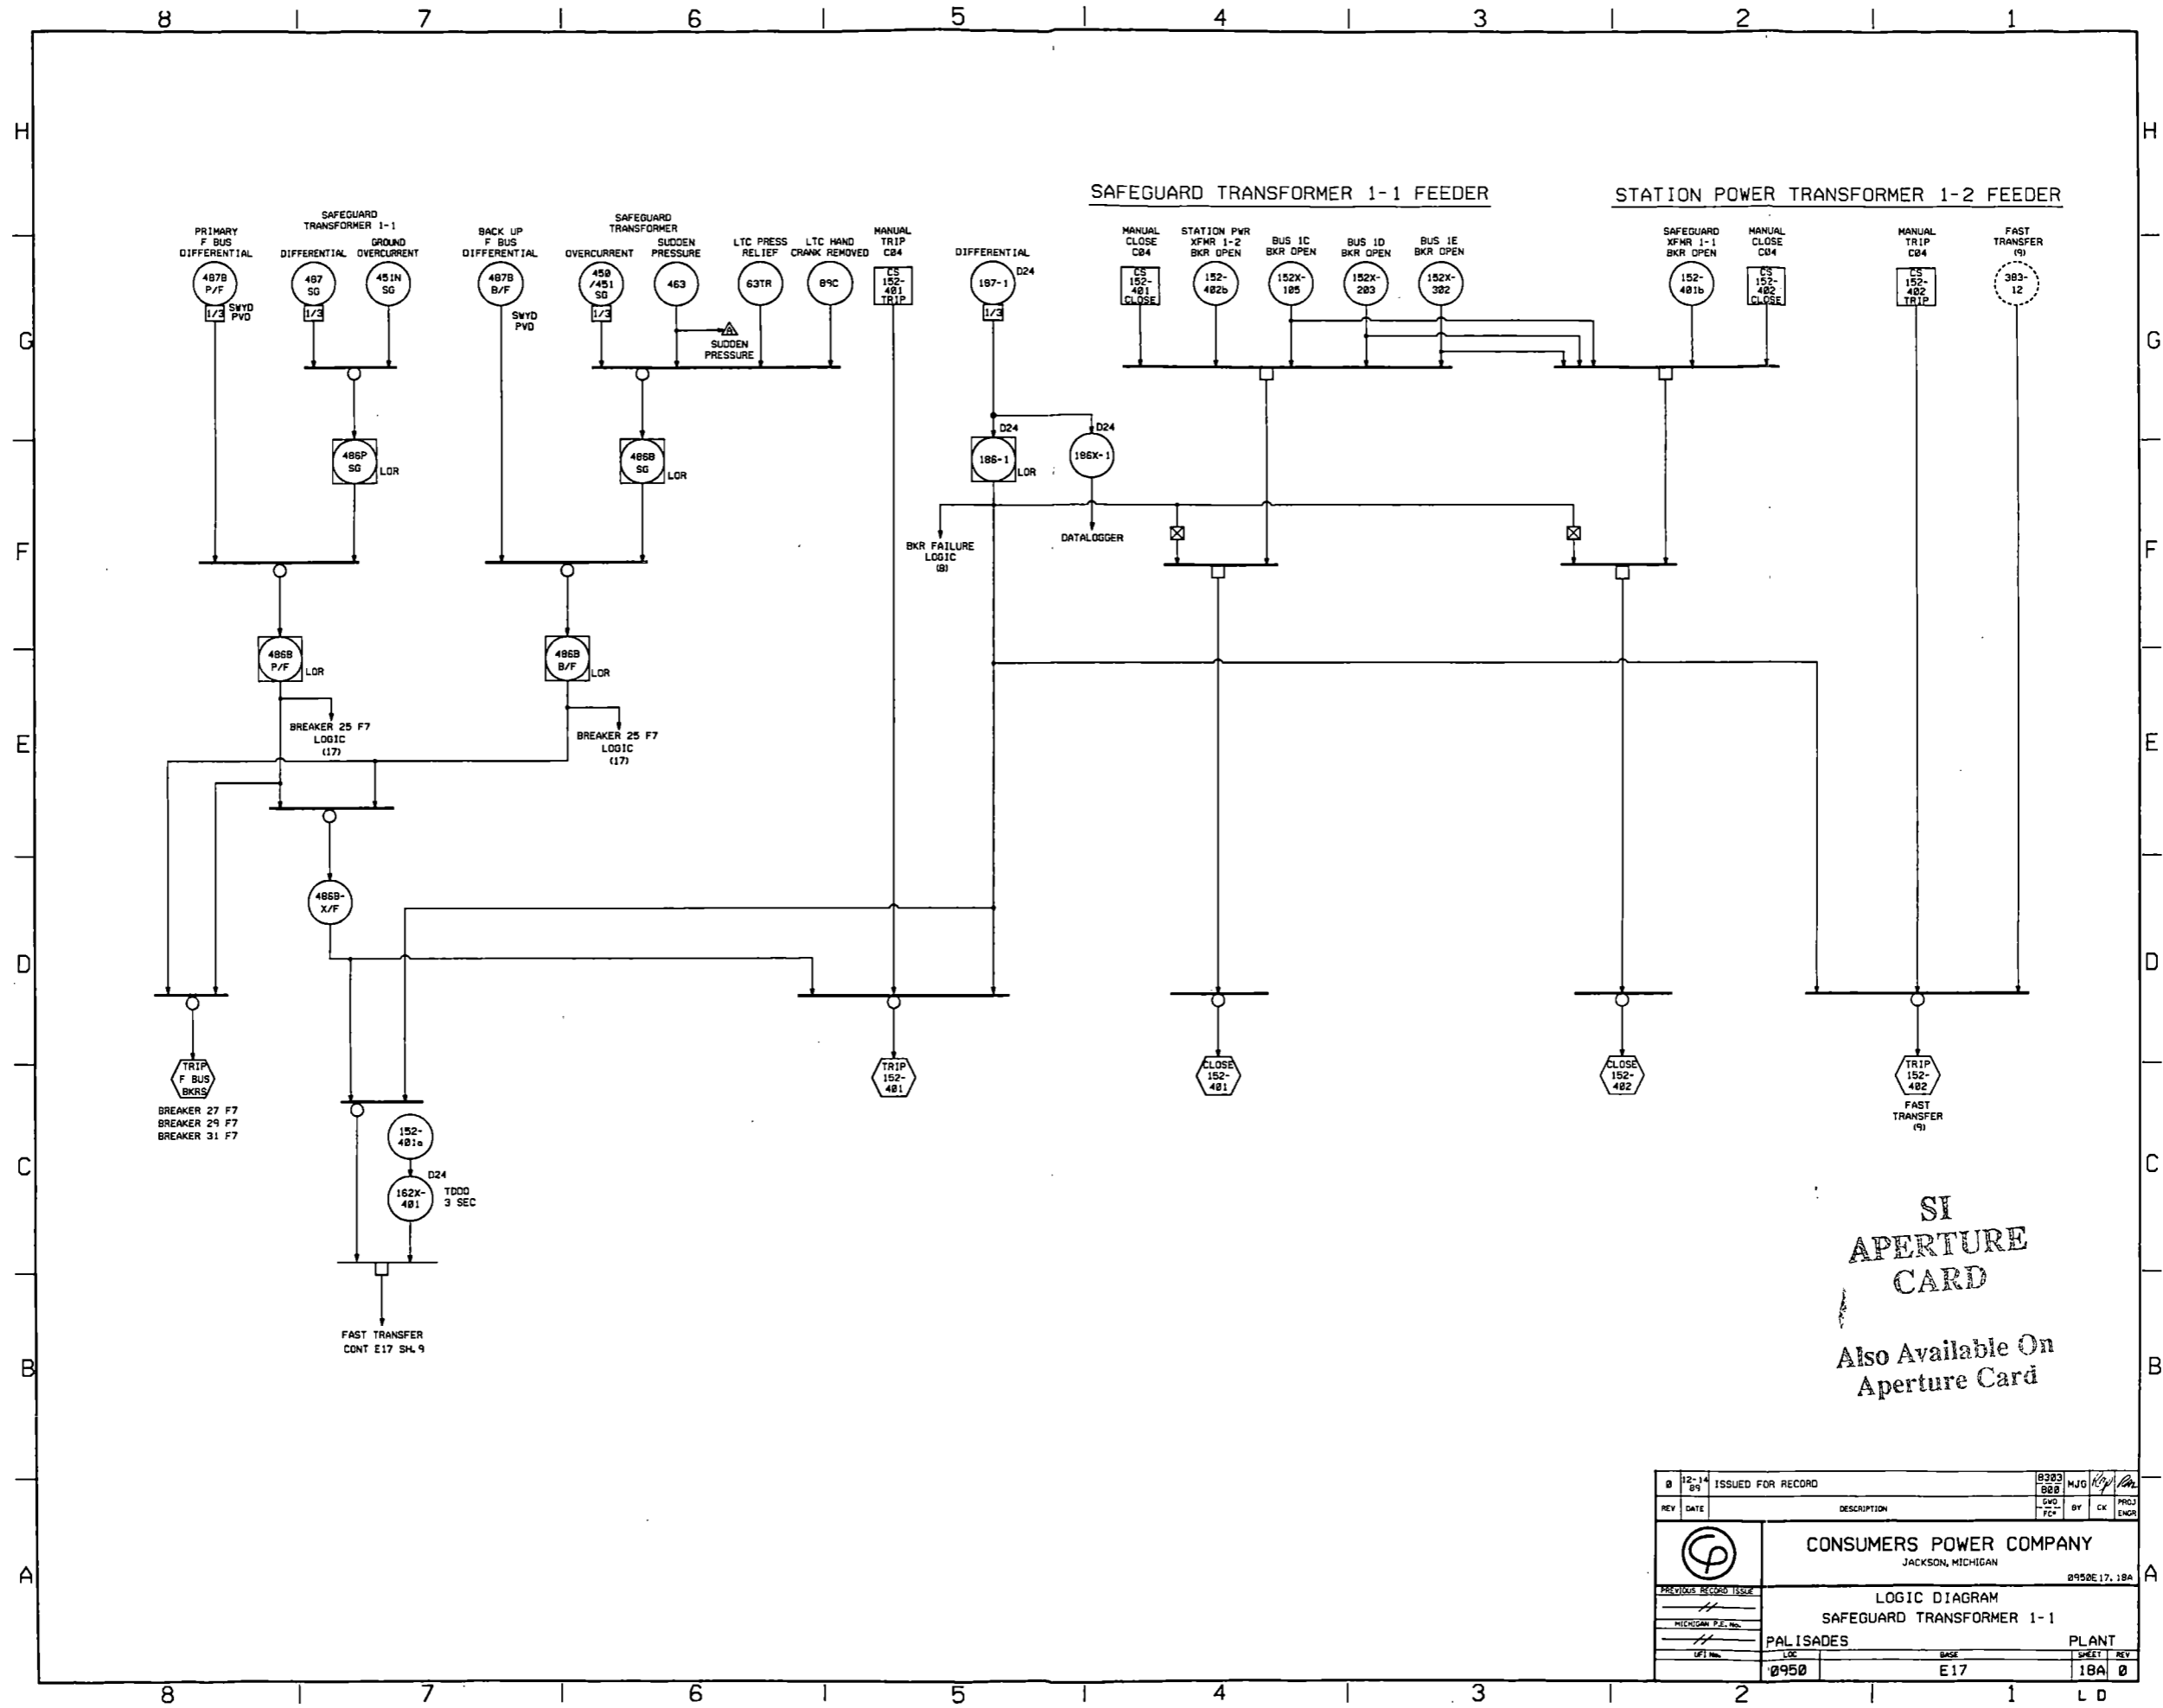 8 7 6 5 4 3 2 1
H H
SAFEGUARD TRANSFORMER 1-1 FEEDER
STATION POWER TRANSFORMER 1-2 FEEDER
PRIMARY
F BUS
DIFFERENTIAL
487B
P/F
1/3
SWYD
PVD
SAFEGUARD
TRANSFORMER 1-1
DIFFERENTIAL
487
SG
1/3
GROUND
OVERCURRENT
451N
SG
BACK UP
F BUS
DIFFERENTIAL
487B
B/F
SWYD
PVD
SAFEGUARD
TRANSFORMER
OVERCURRENT
450
/451
SG
1/3
SUDDEN
PRESSURE
463
SUDDEN
PRESSURE
LTC PRESS
RELIEF
63TR
LTC HAND
CRANK REMOVED
89C
MANUAL
TRIP
C04
CS
152-
401
TRIP
DIFFERENTIAL
D24
187-1
1/3
MANUAL
CLOSE
C04
CS
152-
401
CLOSE
STATION PWR
XFMR 1-2
BKR OPEN
152-
402b
BUS 1C
BKR OPEN
152X-
105
BUS 1D
BKR OPEN
152X-
203
BUS 1E
BKR OPEN
152X-
302
SAFEGUARD
XFMR 1-1
BKR OPEN
152-
401b
MANUAL
CLOSE
C04
CS
152-
402
CLOSE
MANUAL
TRIP
C04
CS
152-
402
TRIP
FAST
TRANSFER
(9)
383-
12
G G
486P
SG
LOR
486B
SG
LOR
D24
186-1
LOR
D24
186X-1
F F
BKR FAILURE
LOGIC
(8)
DATALOGGER
486B
P/F
LOR
486B
B/F
LOR
BREAKER 25 F7
LOGIC
(17)
BREAKER 25 F7
LOGIC
(17)
E E
486B-
X/F
D D
TRIP
F BUS
BKRS
BREAKER 27 F7
BREAKER 29 F7
BREAKER 31 F7
TRIP
152-
401
CLOSE
152-
401
CLOSE
152-
402
TRIP
152-
402
FAST
TRANSFER
(9)
152-
401a
D24
162X-
401
TDDO
3 SEC
C C
FAST TRANSFER
CONT E17 SH. 9
SI
APERTURE
CARD
Also Available On
Aperture Card
B B
0 12-14 89 ISSUED FOR RECORD 8303 800 MJG
REV DATE DESCRIPTION GWO FC* BY CK PROJ ENGR
CONSUMERS POWER COMPANY
JACKSON, MICHIGAN
0950E17.18A
A A
PREVIOUS RECORD ISSUE
MICHIGAN P.E. No.
UFI No.
LOGIC DIAGRAM
SAFEGUARD TRANSFORMER 1-1
PALISADES PLANT
LOC BASE SHEET REV
0950 E17 18A 0
8 7 6 5 4 3 2 1
L D